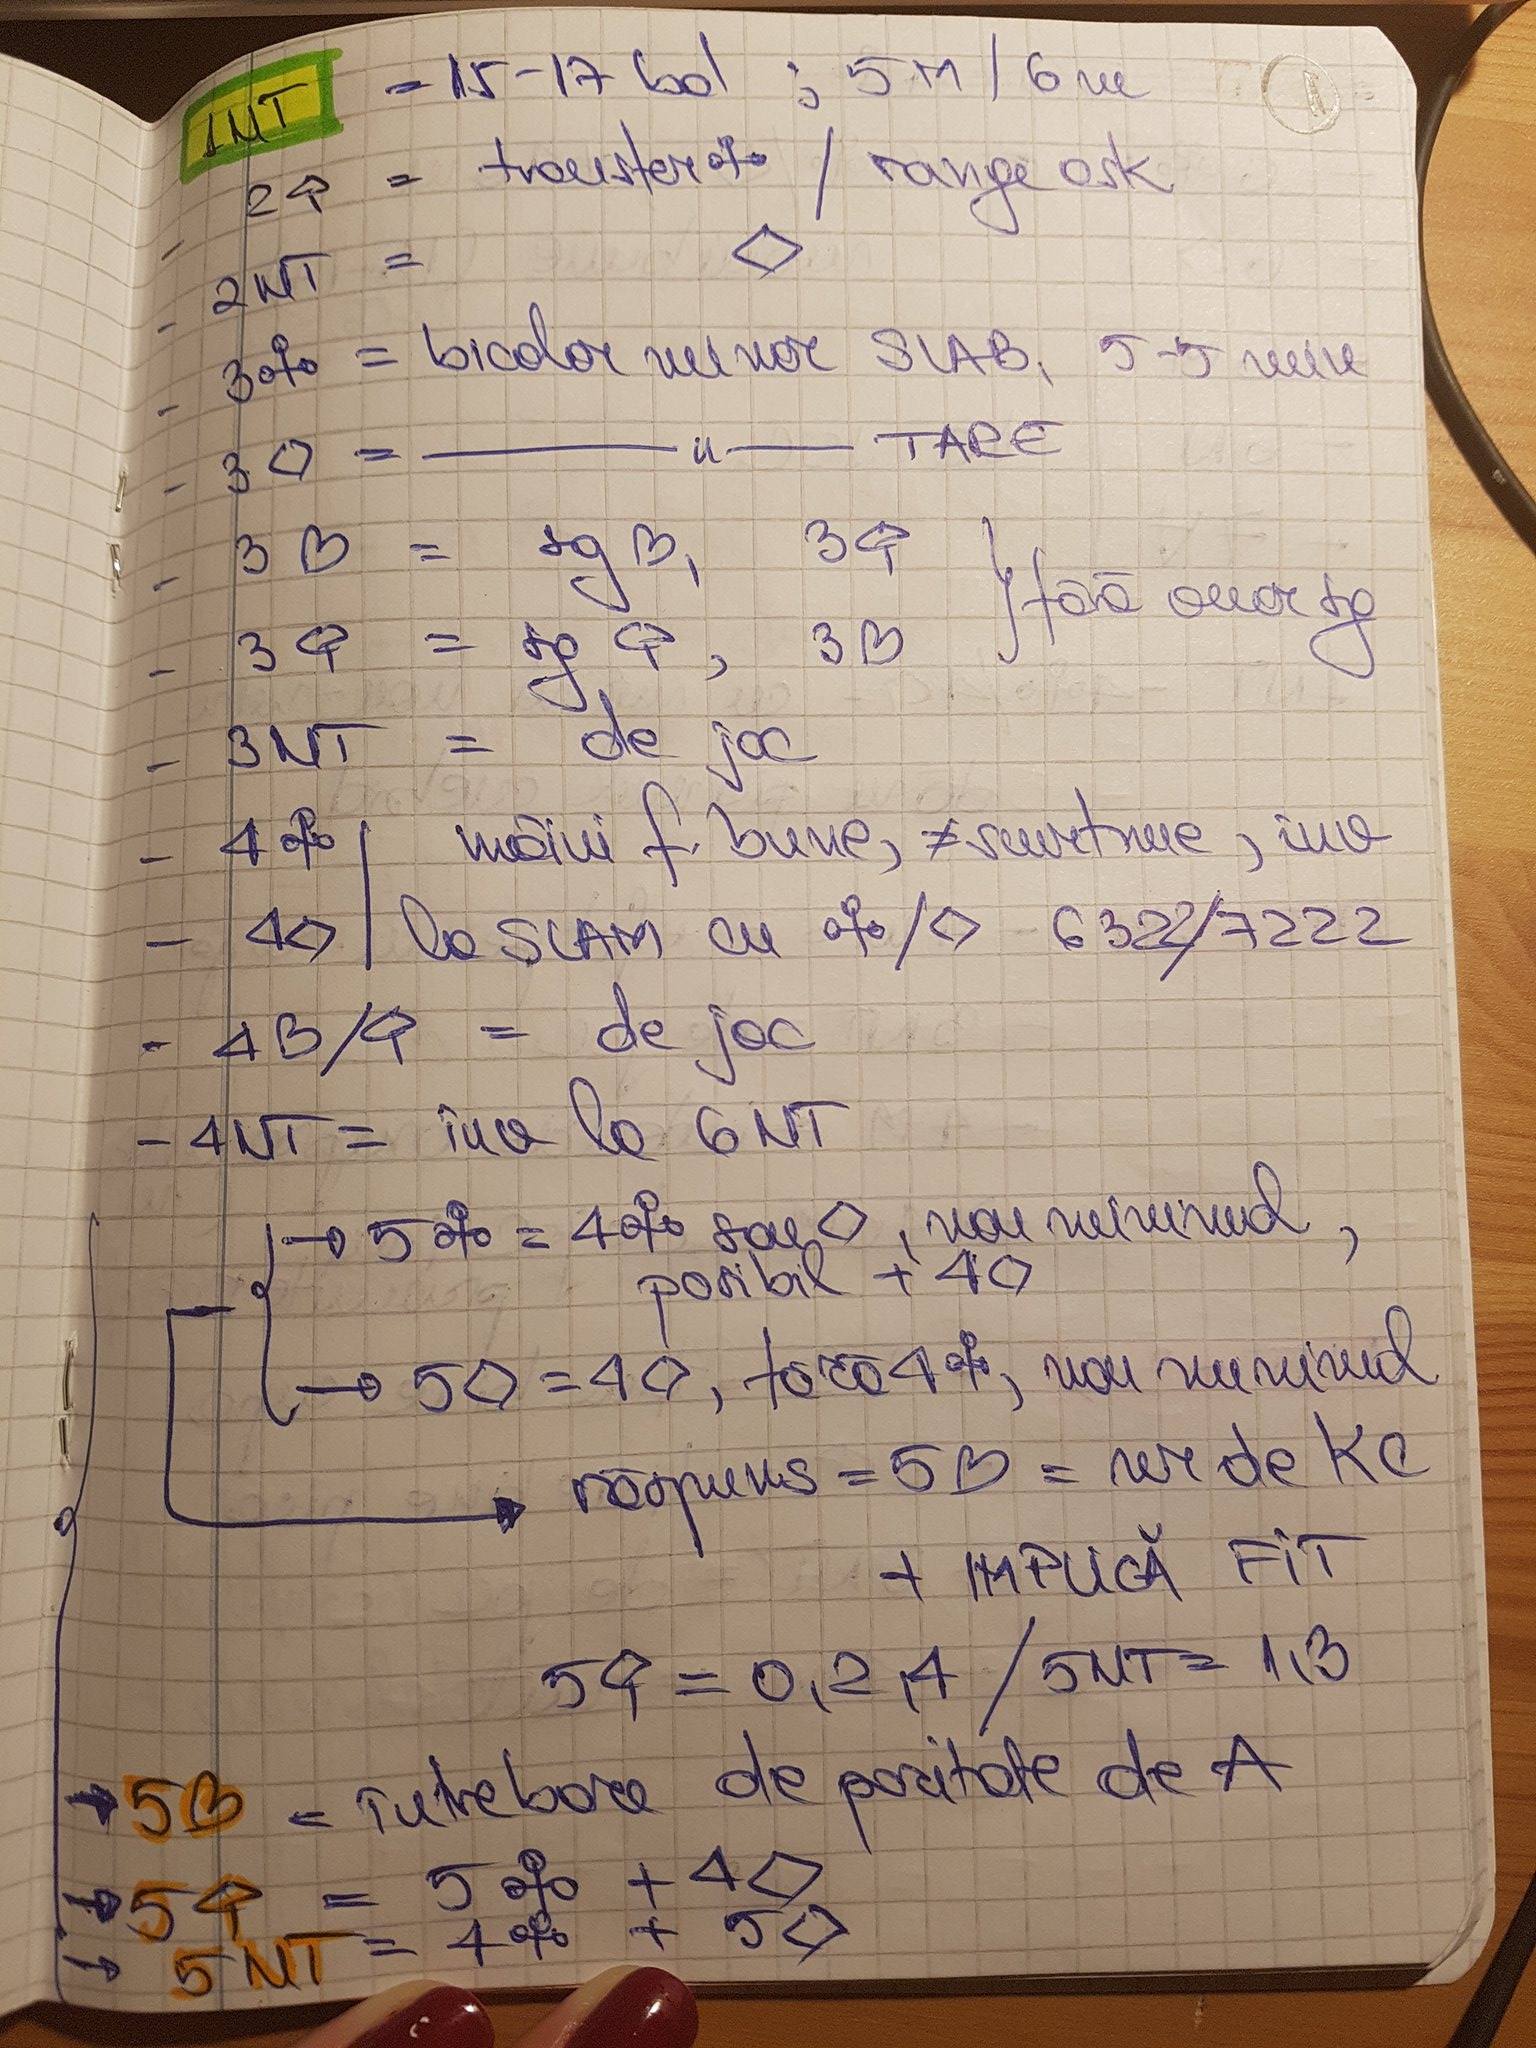 1NT = 15-17 bal ; 5M / 6m
- 2♠ = transfer ♣ / range ask
- 2NT = ♢
- 3♣ = bicolor minor SLAB, 5-5 min
- 3♢ = —— " —— TARE
- 3♡ = sg ♡, 3♠
- 3♠ = sg ♠, 3♡ } fără onor sg
- 3NT = de joc
- 4♣ | mâini f. bune, ≠ smtme, inv
- 4♢ | la SLAM cu ♣/♢ 6322/7222
- 4♡/♠ = de joc
- 4NT = inv la 6NT
→ 5♣ = 4♣ sau ♢, non minimal,
posibil + 4♢
→ 5♢ = 4♢, fără 4♣, non minimal
răspuns = 5♡ = nr de KC
+ IMPLICĂ FIT
5♠ = 0,2,4 / 5NT = 1,3
→ 5♡ = întrebare de paritate de A
→ 5♠ = 5♣ + 4♢
→ 5NT = 4♣ + 5♢